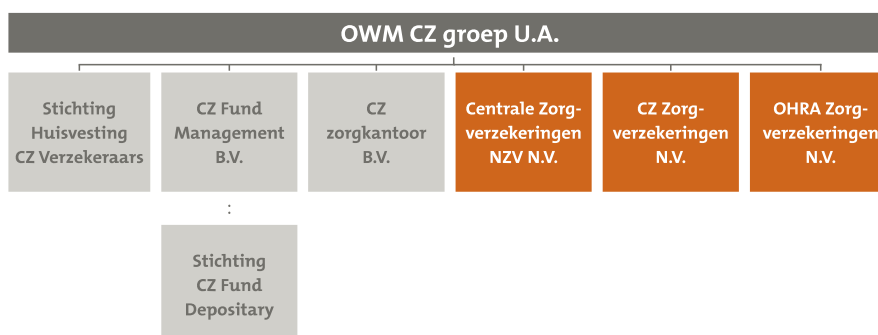 OWM CZ groep U.A.
Stichting
Huisvesting
CZ Verzekeraars
CZ Fund
Management
B.V.
CZ
zorgkantoor
B.V.
Centrale Zorg-
verzekeringen
NZV N.V.
CZ Zorg-
verzekeringen
N.V.
OHRA Zorg-
verzekeringen
N.V.
:
Stichting
CZ Fund
Depositary